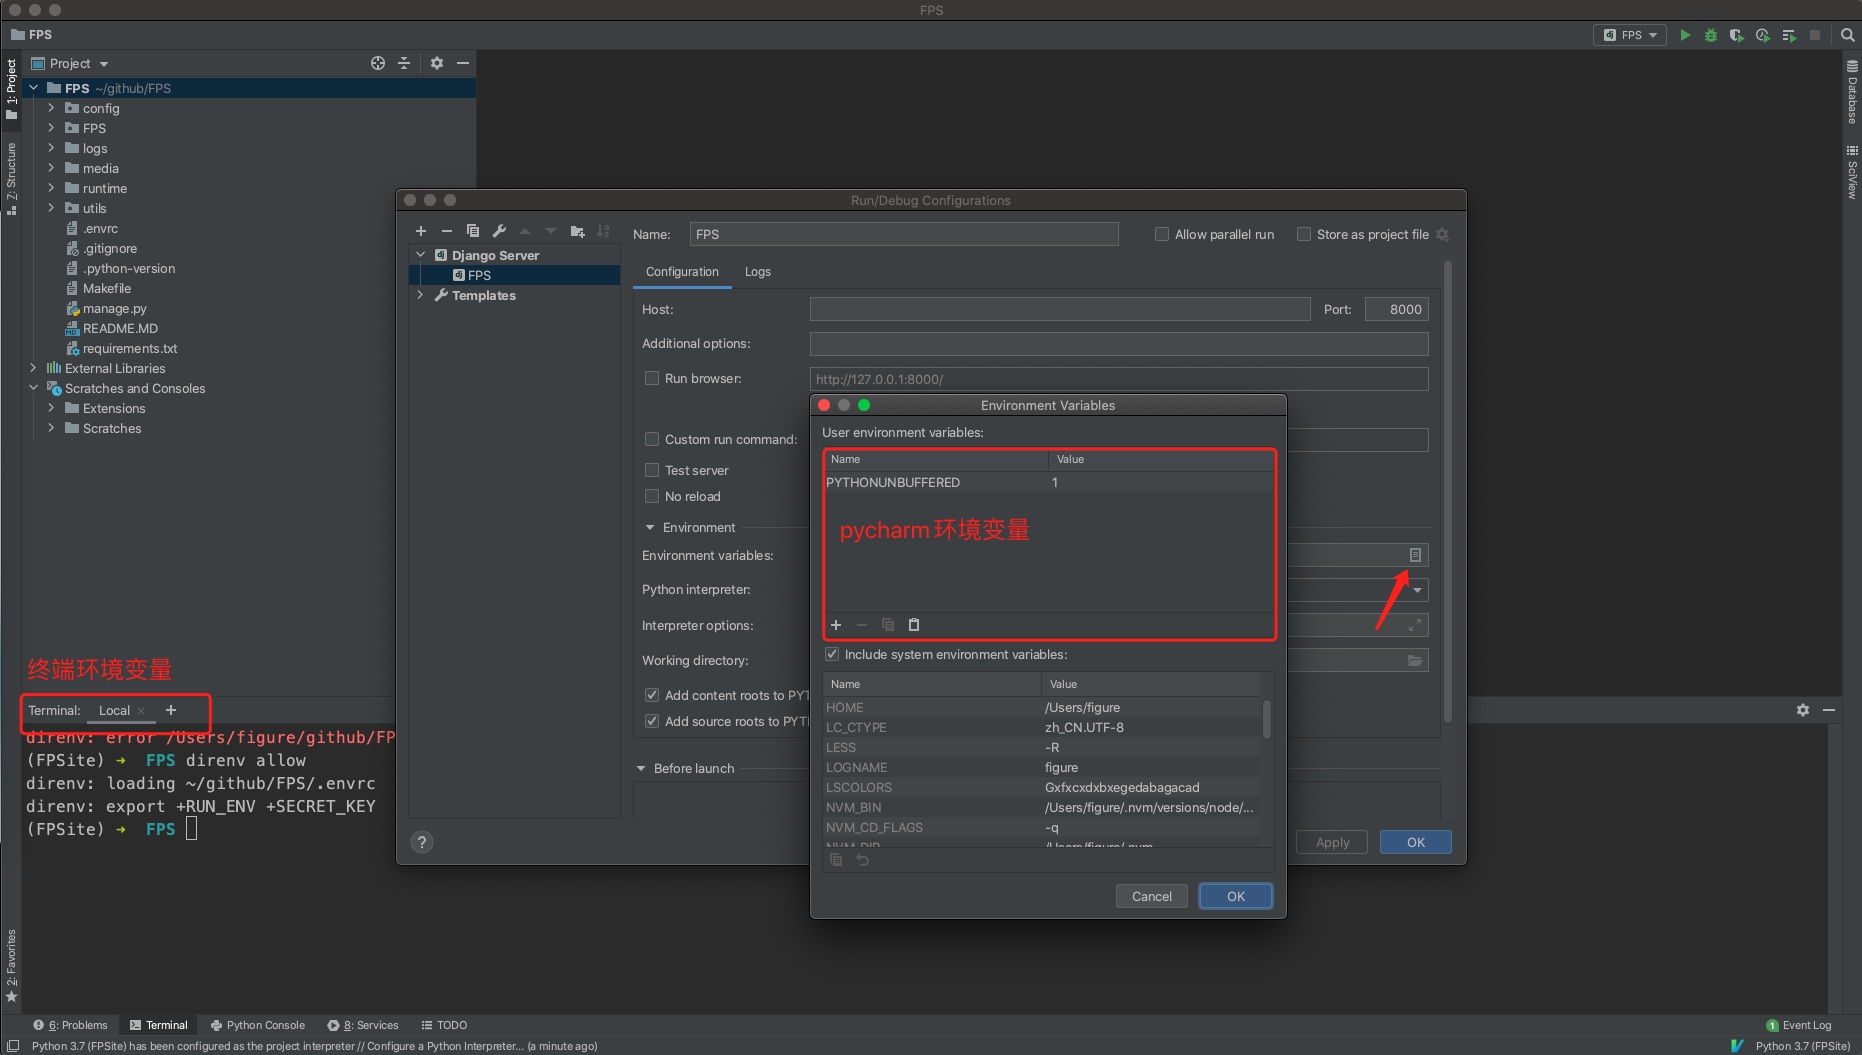 FPS
FPS
FPS
Project
FPS ~/github/FPS
config
FPS
logs
media
runtime
utils
.envrc
.gitignore
.python-version
Makefile
manage.py
README.MD
requirements.txt
External Libraries
Scratches and Consoles
Extensions
Scratches
1: Project
7: Structure
2: Favorites
Database
SciView
Run/Debug Configurations
Django Server
FPS
Templates
Name: FPS
Allow parallel run
Store as project file
Configuration Logs
Host: Port: 8000
Additional options:
Run browser: http://127.0.0.1:8000/
Custom run command:
Test server
No reload
Environment
Environment variables:
Python interpreter:
Interpreter options:
Working directory:
Add content roots to PYT
Add source roots to PYT
Before launch
?
Apply OK
Environment Variables
User environment variables:
Name Value
PYTHONUNBUFFERED 1
pycharm环境变量
Include system environment variables:
Name Value
HOME /Users/figure
LC_CTYPE zh_CN.UTF-8
LESS -R
LOGNAME figure
LSCOLORS Gxfxcxdxbxegedabagacad
NVM_BIN /Users/figure/.nvm/versions/node/...
NVM_CD_FLAGS -q
NVM_DIR /Users/figure/.nvm
Cancel OK
终端环境变量
Terminal: Local
direnv: error /Users/figure/github/FP
(FPSite) → FPS direnv allow
direnv: loading ~/github/FPS/.envrc
direnv: export +RUN_ENV +SECRET_KEY
(FPSite) → FPS
6: Problems Terminal Python Console 8: Services TODO
1 Event Log
Python 3.7 (FPSite) has been configured as the project interpreter // Configure a Python Interpreter... (a minute ago)
Python 3.7 (FPSite)